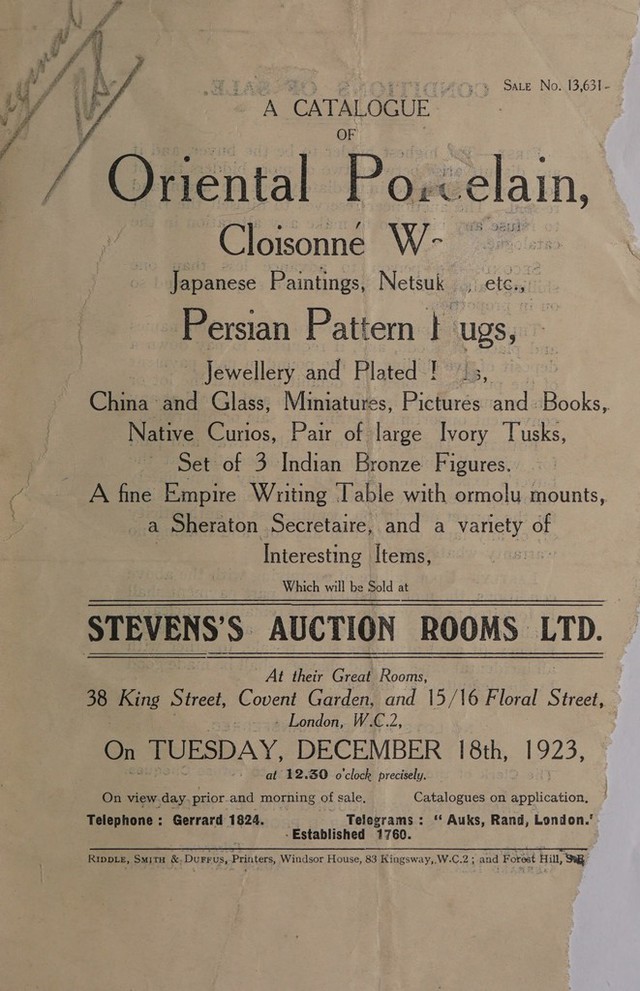 SALE No. 13,631-
A CATALOGUE
OF
Oriental Porcelain,
Cloisonné W
Japanese Paintings, Netsuk , etc.,
Persian Pattern ugs,
Jewellery and Plated s,
China and Glass, Miniatures, Pictures and Books,
Native Curios, Pair of large Ivory Tusks,
Set of 3 Indian Bronze Figures.
A fine Empire Writing Table with ormolu mounts,
a Sheraton Secretaire, and a variety of
Interesting Items,
Which will be Sold at
STEVENS'S AUCTION ROOMS LTD.
At their Great Rooms,
38 King Street, Covent Garden, and 15/16 Floral Street,
London, W.C.2,
On TUESDAY, DECEMBER 18th, 1923,
at 12.30 o'clock precisely.
On view day prior and morning of sale. Catalogues on application.
Telephone : Gerrard 1824. Telegrams : "Auks, Rand, London."
Established 1760.
RIDDLE, SMITH & DUFFUS, Printers, Windsor House, 83 Kingsway, W.C.2 ; and Forest Hill, S.E.